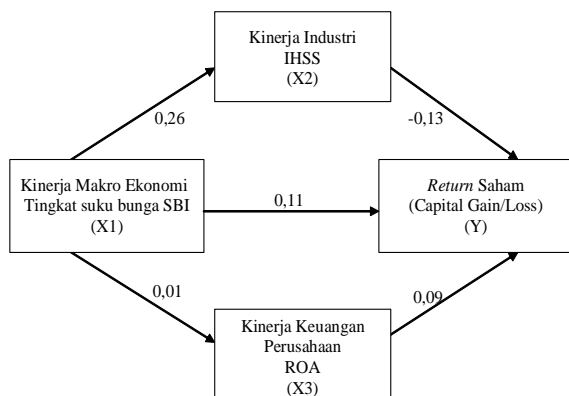 Kinerja Industri
IHSS
(X2)
0,26
-0,13
Kinerja Makro Ekonomi
Tingkat suku bunga SBI
(X1)
0,11
Return Saham
(Capital Gain/Loss)
(Y)
0,01
0,09
Kinerja Keuangan
Perusahaan
ROA
(X3)